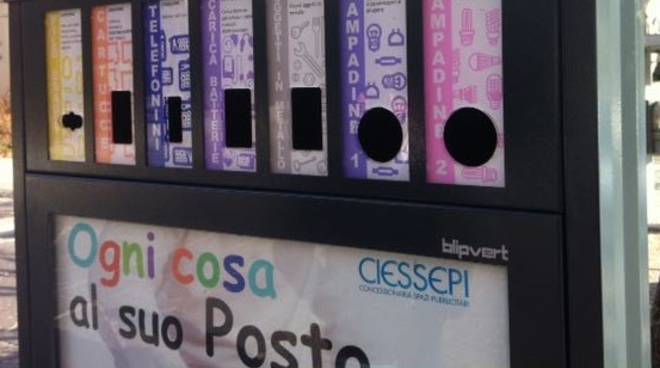 CARTUCCE
TELEFONINI
CARICA BATTERIE
OGGETTI IN METALLO
LAMPADINE 1
LAMPADINE 2
blipvert
Ogni cosa
al suo Posto
CIESSEPI
CONCESSIONARIA SPAZI PUBBLICITARI